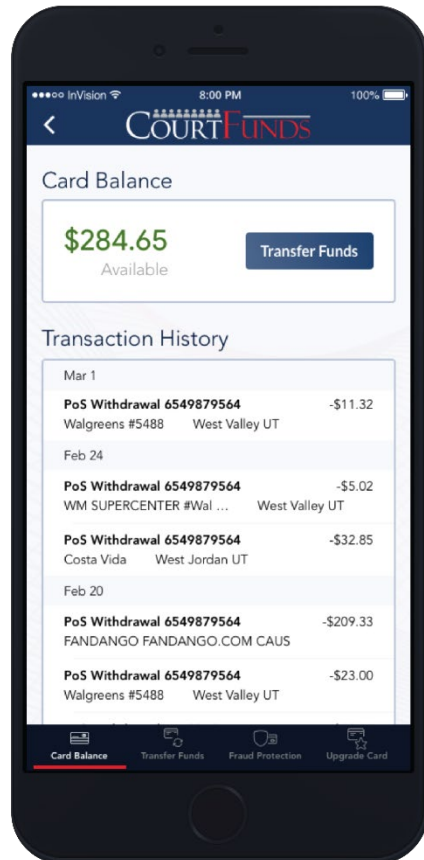 ●●●○○ InVision 8:00 PM 100%
COURTFUNDS
Card Balance
$284.65
Available
Transfer Funds
Transaction History
Mar 1
PoS Withdrawal 6549879564 -$11.32
Walgreens #5488 West Valley UT
Feb 24
PoS Withdrawal 6549879564 -$5.02
WM SUPERCENTER #Wal ... West Valley UT
PoS Withdrawal 6549879564 -$32.85
Costa Vida West Jordan UT
Feb 20
PoS Withdrawal 6549879564 -$209.33
FANDANGO FANDANGO.COM CAUS
PoS Withdrawal 6549879564 -$23.00
Walgreens #5488 West Valley UT
Card Balance Transfer Funds Fraud Protection Upgrade Card